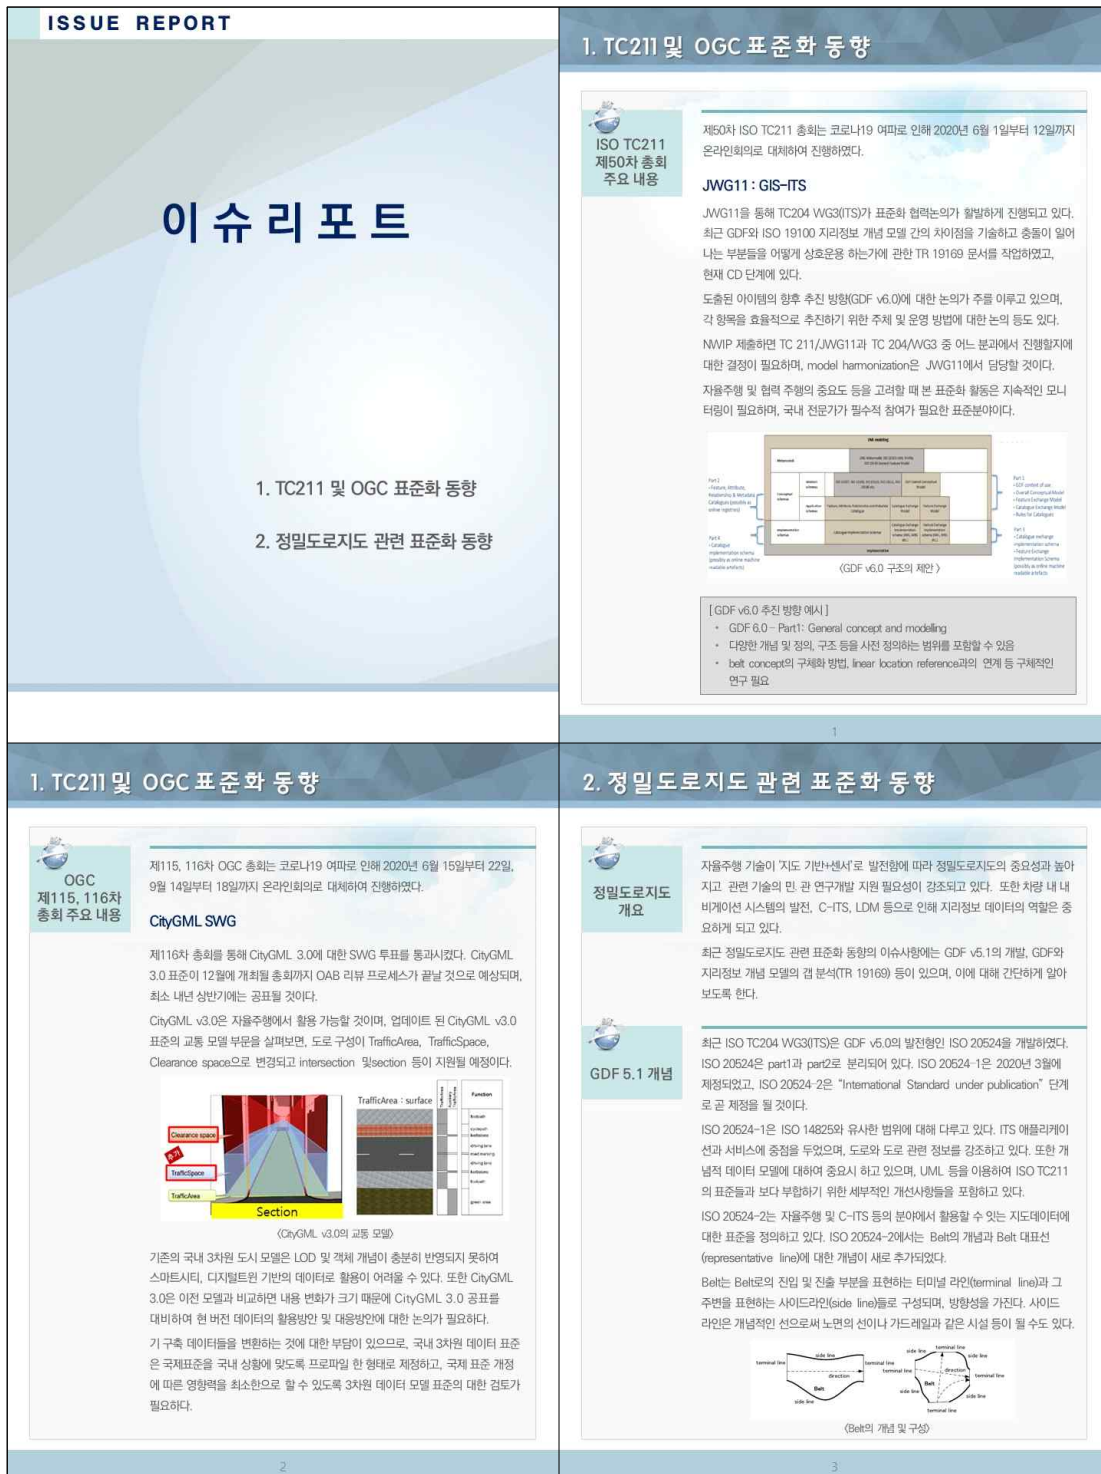 ISSUE REPORT
이슈리포트
1. TC211 및 OGC 표준화 동향
2. 정밀도로지도 관련 표준화 동향
1. TC211 및 OGC 표준화 동향
ISO TC211
제50차 총회
주요 내용
제50차 ISO TC211 총회는 코로나19 여파로 인해 2020년 6월 1일부터 12일까지
온라인회의로 대체하여 진행하였다.
JWG11 : GIS-ITS
JWG11을 통해 TC204 WG3(ITS)가 표준화 협력논의가 활발하게 진행되고 있다.
최근 GDF와 ISO 19100 지리정보 개념 모델 간의 차이점을 기술하고 충돌이 일어
나는 부분들을 어떻게 상호운용 하는가에 관한 TR 19169 문서를 작업하였고,
현재 CD 단계에 있다.
도출된 아이템의 향후 추진 방향(GDF v6.0)에 대한 논의가 주를 이루고 있으며,
각 항목을 효율적으로 추진하기 위한 주체 및 운영 방법에 대한 논의 등도 있다.
NWIP 제출하면 TC 211/JWG11과 TC 204/WG3 중 어느 분과에서 진행할지에
대한 결정이 필요하며, model harmonization은 JWG11에서 담당할 것이다.
자율주행 및 협력 주행의 중요도 등을 고려할 때 본 표준화 활동은 지속적인 모니
터링이 필요하며, 국내 전문가가 필수적 참여가 필요한 표준분야이다.
Part 2
• Feature, Attribute,
Relationship & Metadata
Catalogues (possibly as
online registries)
Part 1
• GDF context of use
• Overall Conceptual Model
• Feature Exchange Model
• Catalogue Exchange Model
• Rules for Catalogues
• Catalogue
implementation schema
(possibly as online machine
readable artefacts)
• Catalogue exchange
implementation schema
• Feature Exchange
Implementation Schema
(possibly as online machine
readable artefacts)
〈GDF v6.0 구조의 제안 〉
[ GDF v6.0 추진 방향 예시 ]
• GDF 6.0 – Part1: General concept and modelling
• 다양한 개념 및 정의, 구조 등을 사전 정의하는 범위를 포함할 수 있음
• belt concept의 구체화 방법, linear location reference과의 연계 등 구체적인
연구 필요
1
1. TC211 및 OGC 표준화 동향
OGC
제115, 116차
총회 주요 내용
제115, 116차 OGC 총회는 코로나19 여파로 인해 2020년 6월 15일부터 22일,
9월 14일부터 18일까지 온라인회의로 대체하여 진행하였다.
CityGML SWG
제116차 총회를 통해 CityGML 3.0에 대한 SWG 투표를 통과시켰다. CityGML
3.0 표준이 12월에 개최될 총회까지 OAB 리뷰 프로세스가 끝날 것으로 예상되며,
최소 내년 상반기에는 공표될 것이다.
CityGML v3.0은 자율주행에서 활용 가능할 것이며, 업데이트 된 CityGML v3.0
표준의 교통 모델 부문을 살펴보면, 도로 구성이 TrafficArea, TrafficSpace,
Clearance space으로 변경되고 intersection 및section 등이 지원될 예정이다.
Clearance space
추가
TrafficSpace
TrafficArea
Section
TrafficArea : surface
Function
〈CityGML v3.0의 교통 모델〉
기존의 국내 3차원 도시 모델은 LOD 및 객체 개념이 충분히 반영되지 못하여
스마트시티, 디지털트윈 기반의 데이터로 활용이 어려울 수 있다. 또한 CityGML
3.0은 이전 모델과 비교하면 내용 변화가 크기 때문에 CityGML 3.0 공표를
대비하여 현 버전 데이터의 활용방안 및 대응방안에 대한 논의가 필요하다.
기 구축 데이터들을 변환하는 것에 대한 부담이 있으므로, 국내 3차원 데이터 표준
은 국제표준을 국내 상황에 맞도록 프로파일 한 형태로 제정하고, 국제 표준 개정
에 따른 영향력을 최소한으로 할 수 있도록 3차원 데이터 모델 표준의 대한 검토가
필요하다.
2
2. 정밀도로지도 관련 표준화 동향
정밀도로지도
개요
자율주행 기술이 '지도 기반+센서'로 발전함에 따라 정밀도로지도의 중요성과 높아
지고 관련 기술의 민. 관 연구개발 지원 필요성이 강조되고 있다. 또한 차량 내 내
비게이션 시스템의 발전, C-ITS, LDM 등으로 인해 지리정보 데이터의 역할은 중
요하게 되고 있다.
최근 정밀도로지도 관련 표준화 동향의 이슈사항에는 GDF v5.1의 개발, GDF와
지리정보 개념 모델의 갭 분석(TR 19169) 등이 있으며, 이에 대해 간단하게 알아
보도록 한다.
GDF 5.1 개념
최근 ISO TC204 WG3(ITS)은 GDF v5.0의 발전형인 ISO 20524을 개발하였다.
ISO 20524은 part1과 part2로 분리되어 있다. ISO 20524-1은 2020년 3월에
제정되었고, ISO 20524-2은 "International Standard under publication" 단계
로 곧 제정을 될 것이다.
ISO 20524-1은 ISO 14825와 유사한 범위에 대해 다루고 있다. ITS 애플리케이
션과 서비스에 중점을 두었으며, 도로와 도로 관련 정보를 강조하고 있다. 또한 개
념적 데이터 모델에 대하여 중요시 하고 있으며, UML 등을 이용하여 ISO TC211
의 표준들과 보다 부합하기 위한 세부적인 개선사항들을 포함하고 있다.
ISO 20524-2는 자율주행 및 C-ITS 등의 분야에서 활용할 수 잇는 지도데이터에
대한 표준을 정의하고 있다. ISO 20524-2에서는 Belt의 개념과 Belt 대표선
(representative line)에 대한 개념이 새로 추가되었다.
Belt는 Belt로의 진입 및 진출 부분을 표현하는 터미널 라인(terminal line)과 그
주변을 표현하는 사이드라인(side line)들로 구성되며, 방향성을 가진다. 사이드
라인은 개념적인 선으로써 노면의 선이나 가드레일과 같은 시설 등이 될 수도 있다.
side line
terminal line
terminal line
direction
Belt
side line
side line
terminal line
side line
terminal line
direction
terminal line
Belt
side line
side line
terminal line
〈Belt의 개념 및 구성〉
3